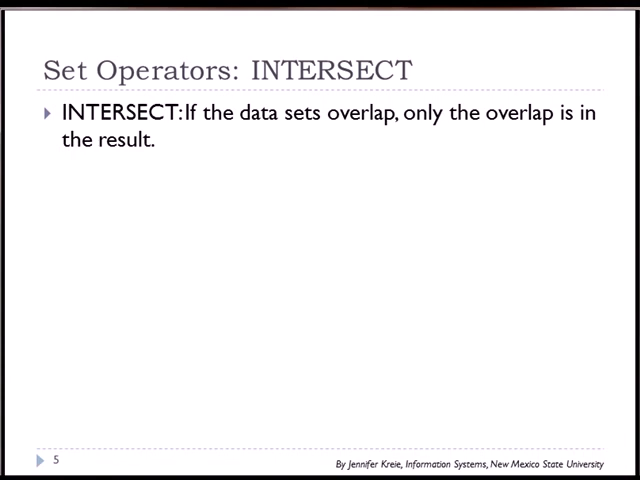 Set Operators: INTERSECT
INTERSECT: If the data sets overlap, only the overlap is in
the result.
5
By Jennifer Kreie, Information Systems, New Mexico State University